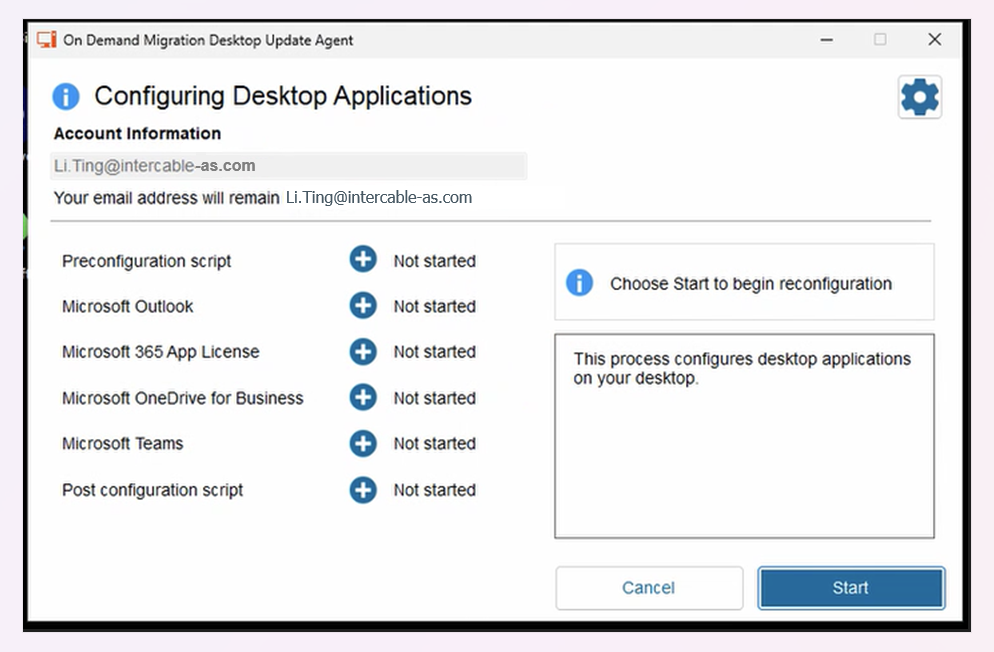 On Demand Migration Desktop Update Agent
Configuring Desktop Applications
Account Information
Li.Ting@intercable-as.com
Your email address will remain Li.Ting@intercable-as.com
Preconfiguration script Not started
Microsoft Outlook Not started
Microsoft 365 App License Not started
Microsoft OneDrive for Business Not started
Microsoft Teams Not started
Post configuration script Not started
Choose Start to begin reconfiguration
This process configures desktop applications
on your desktop.
Cancel Start